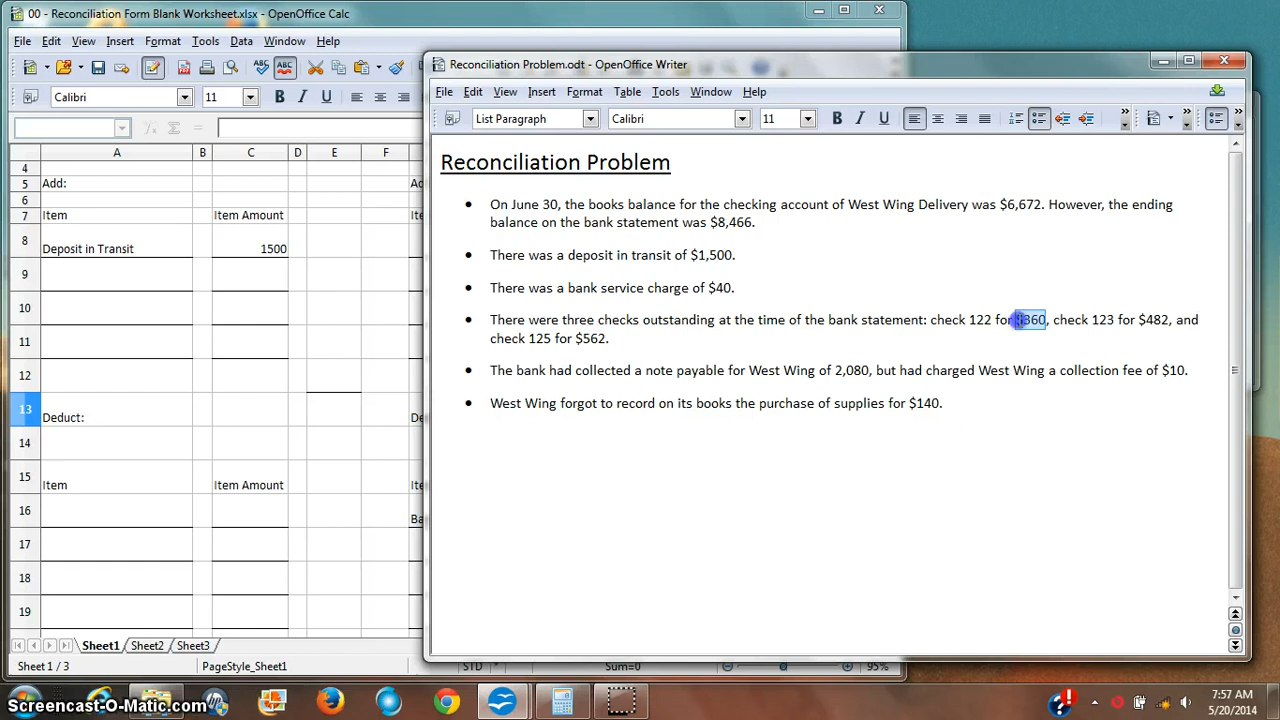 00 - Reconciliation Form Blank Worksheet.xlsx - OpenOffice Calc
File Edit View Insert Format Tools Data Window Help
Calibri 11
A B C D E F
4
5 Add:
6
7 Item Item Amount
8 Deposit in Transit 1500
9
10
11
12
13 Deduct:
14
15 Item Item Amount
16
17
18
19
Sheet1 Sheet2 Sheet3
Sheet 1 / 3 PageStyle_Sheet1 STD Sum=0 95%
Reconciliation Problem.odt - OpenOffice Writer
File Edit View Insert Format Table Tools Window Help
List Paragraph Calibri 11
Reconciliation Problem
• On June 30, the books balance for the checking account of West Wing Delivery was $6,672. However, the ending
balance on the bank statement was $8,466.
• There was a deposit in transit of $1,500.
• There was a bank service charge of $40.
• There were three checks outstanding at the time of the bank statement: check 122 for $360, check 123 for $482, and
check 125 for $562.
• The bank had collected a note payable for West Wing of 2,080, but had charged West Wing a collection fee of $10.
• West Wing forgot to record on its books the purchase of supplies for $140.
Screencast-O-Matic.com
7:57 AM
5/20/2014